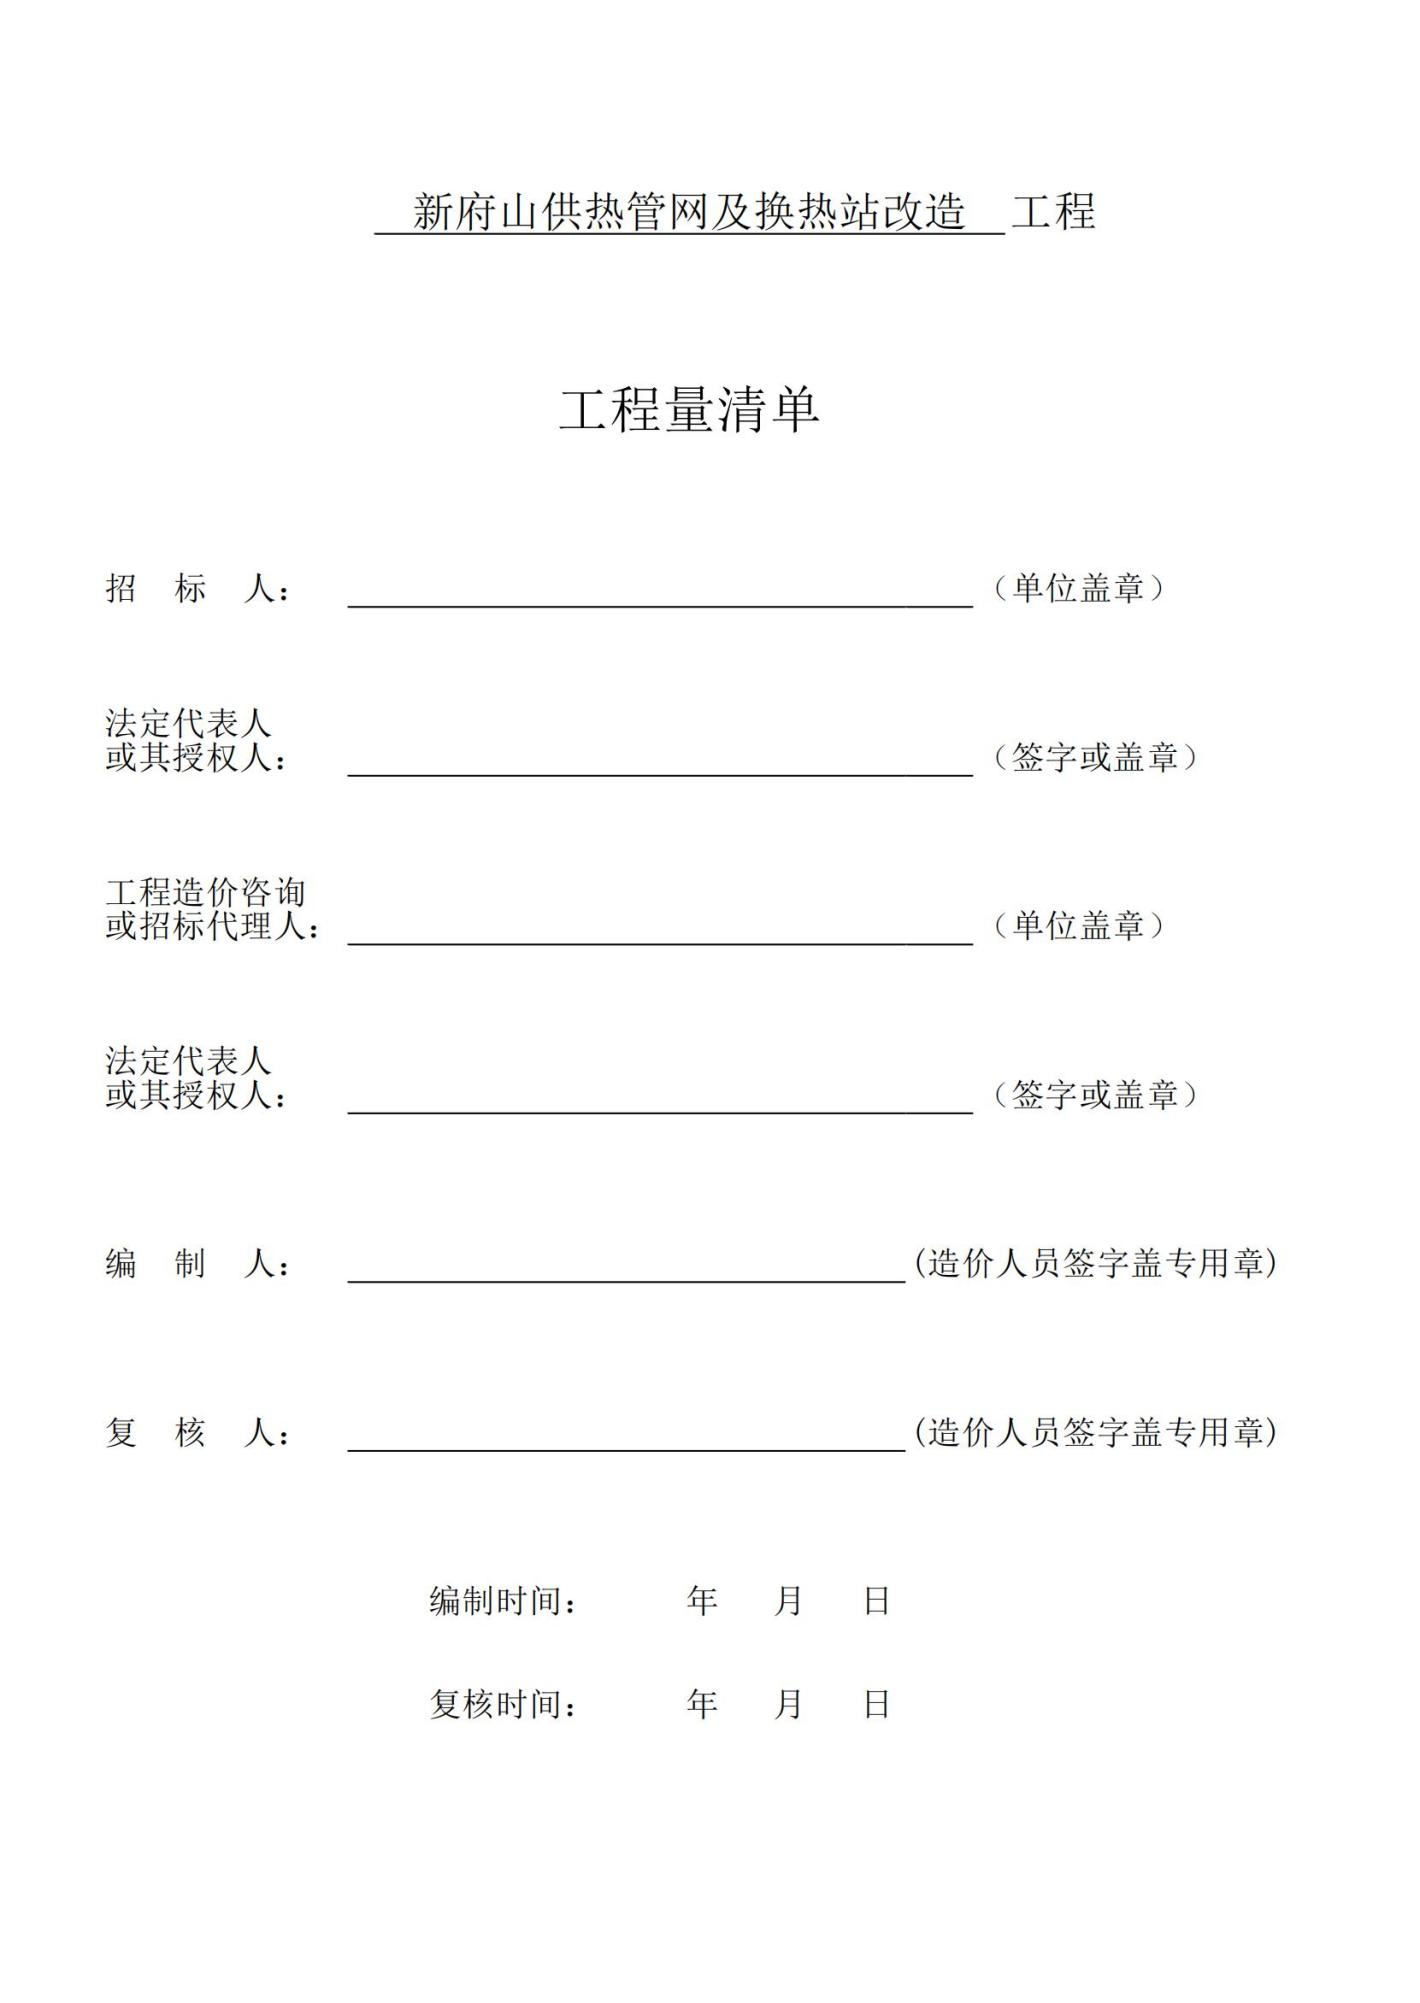 新府山供热管网及换热站改造 工程
工程量清单
招 标 人： （单位盖章）
法定代表人
或其授权人： （签字或盖章）
工程造价咨询
或招标代理人： （单位盖章）
法定代表人
或其授权人： （签字或盖章）
编 制 人： (造价人员签字盖专用章)
复 核 人： (造价人员签字盖专用章)
编制时间： 年 月 日
复核时间： 年 月 日